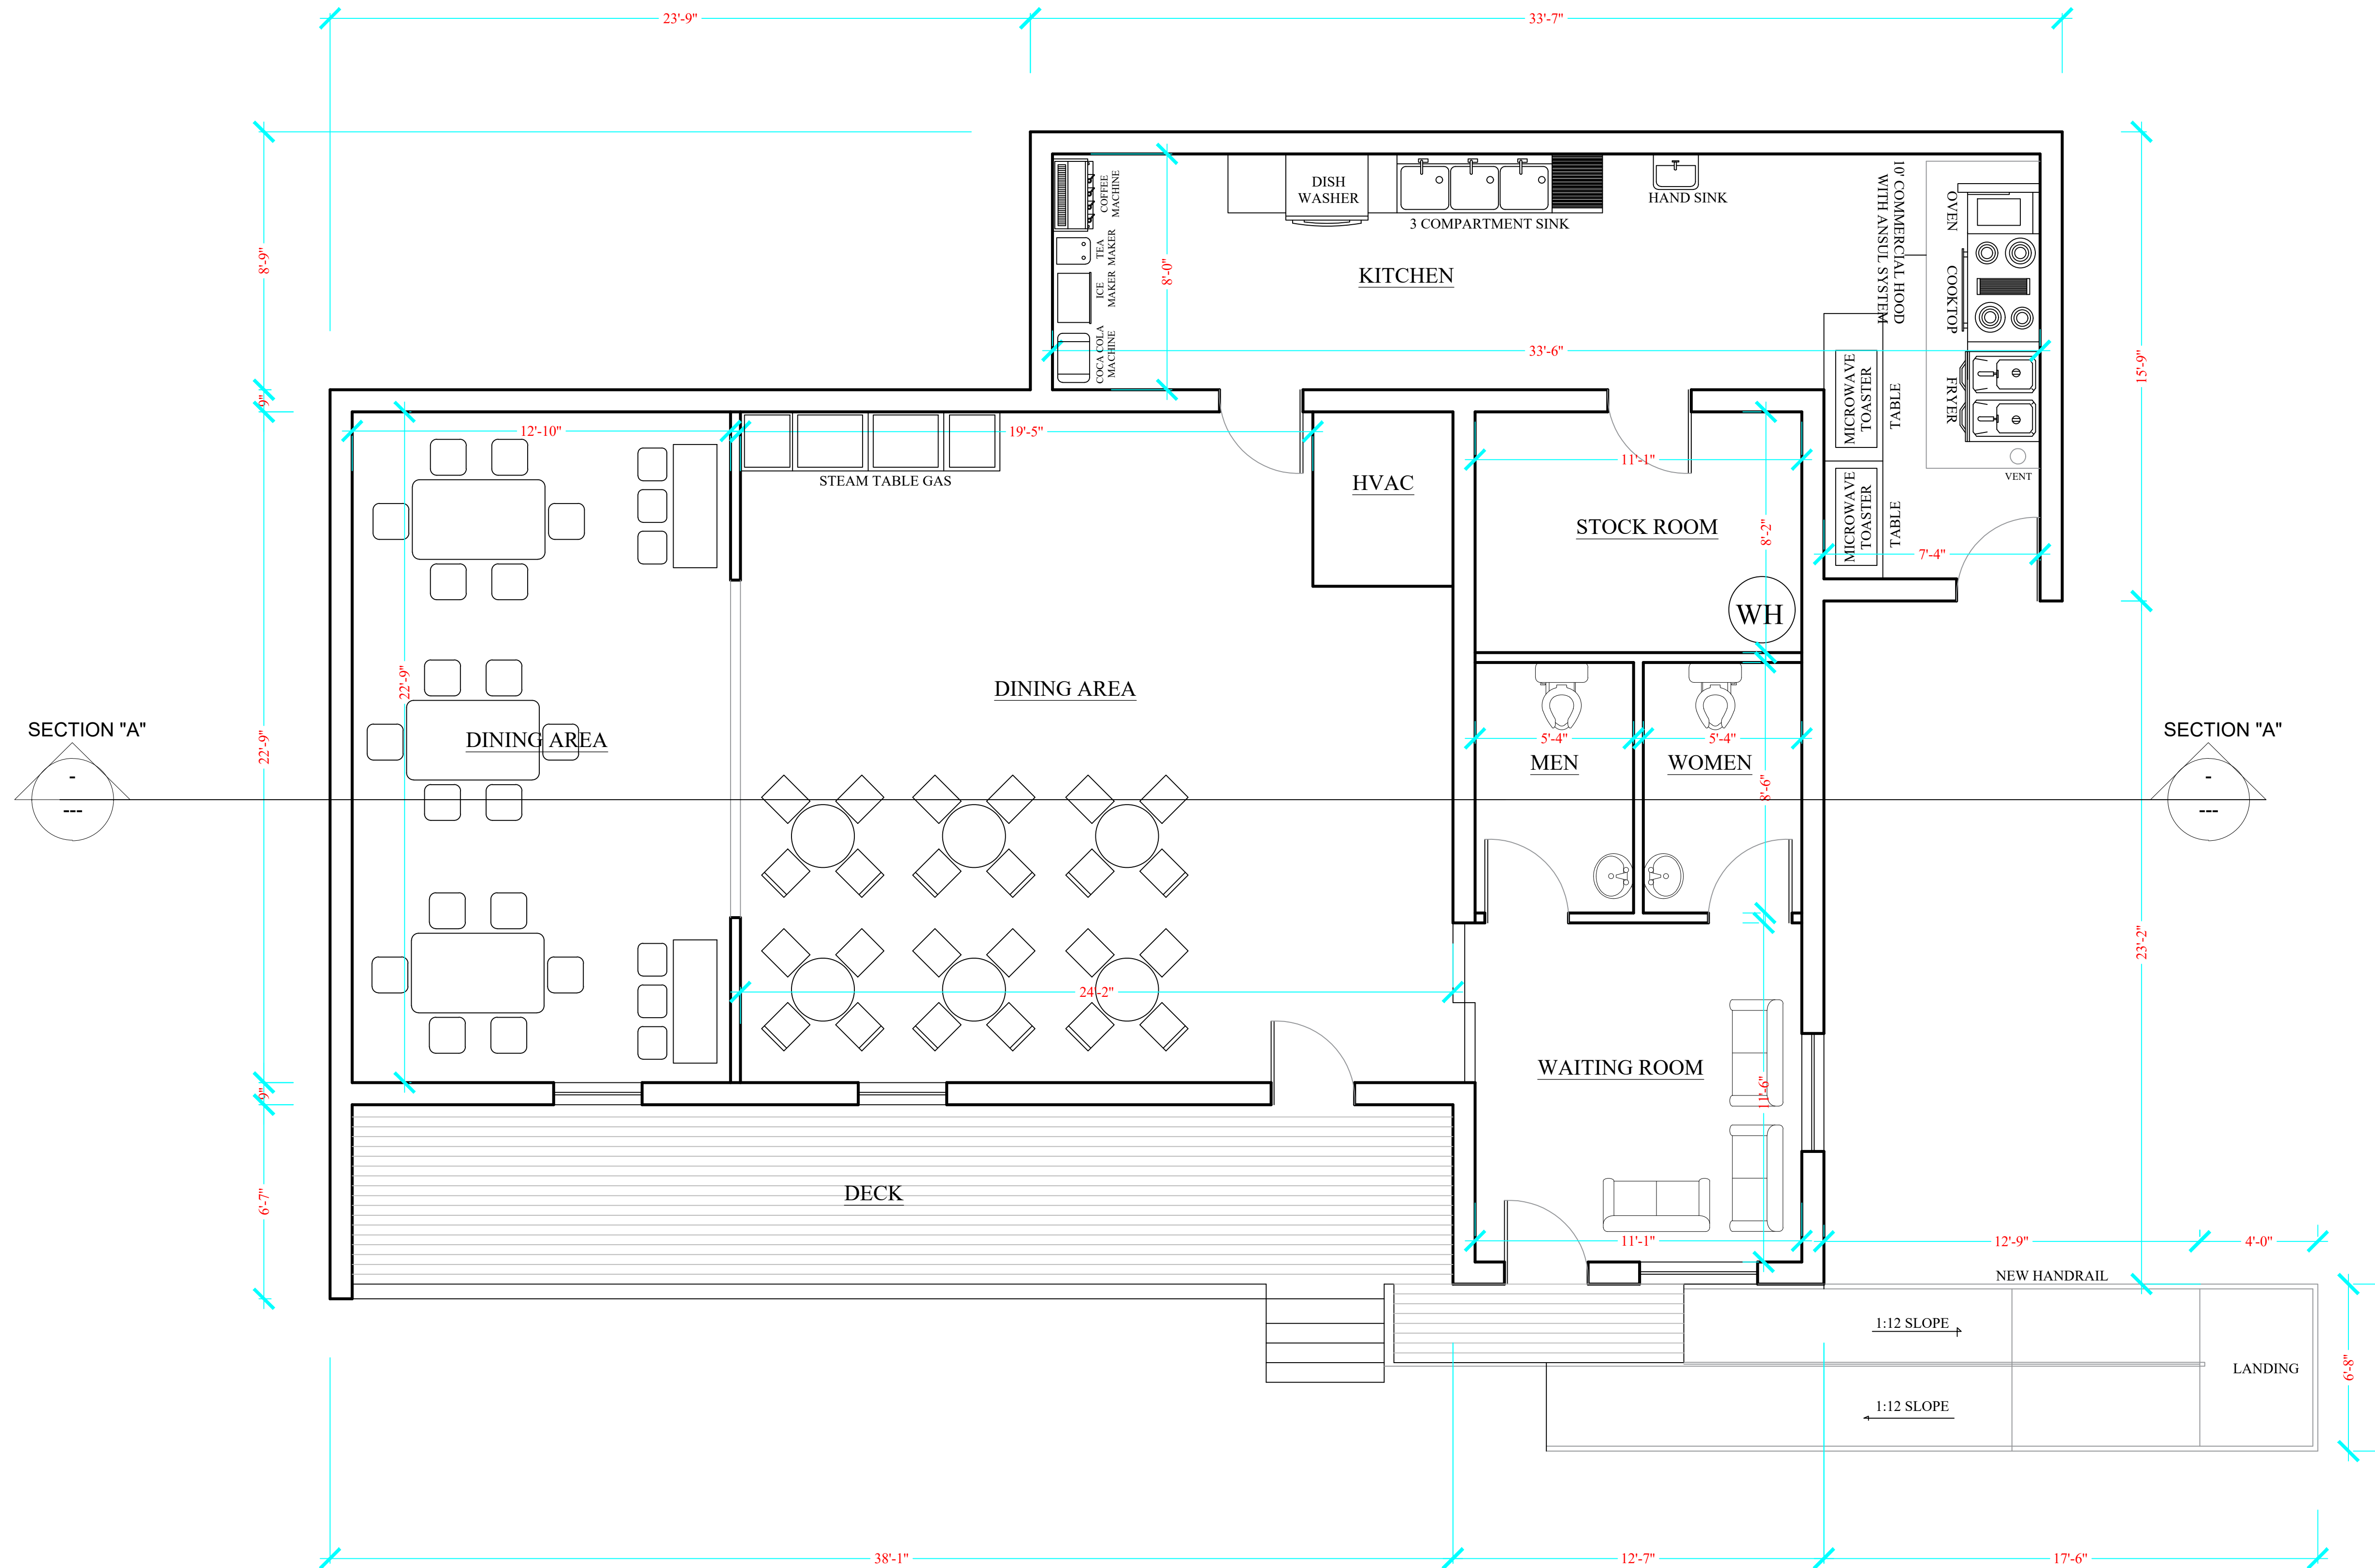 23'-9"
33'-7"
8'-9"
9"
22'-9"
9"
6'-7"
COFFEE
MACHINE
TEA
MAKER
ICE
MAKER
COCA COLA
MACHINE
8'-0"
DISH
WASHER
3 COMPARTMENT SINK
HAND SINK
KITCHEN
33'-6"
10' COMMERCIAL HOOD
WITH ANSUL SYSTEM
OVEN
COOKTOP
FRYER
VENT
MICROWAVE
TOASTER
TABLE
MICROWAVE
TOASTER
TABLE
7'-4"
15'-9"
23'-2"
12'-10"
19'-5"
STEAM TABLE GAS
HVAC
11'-1"
STOCK ROOM
8'-2"
WH
22'-9"
DINING AREA
DINING AREA
SECTION "A"
-
---
SECTION "A"
-
---
5'-4"
5'-4"
MEN
WOMEN
8'-6"
24'-2"
WAITING ROOM
11'-6"
DECK
11'-1"
12'-9"
4'-0"
NEW HANDRAIL
1:12 SLOPE
LANDING
1:12 SLOPE
6'-8"
38'-1"
12'-7"
17'-6"